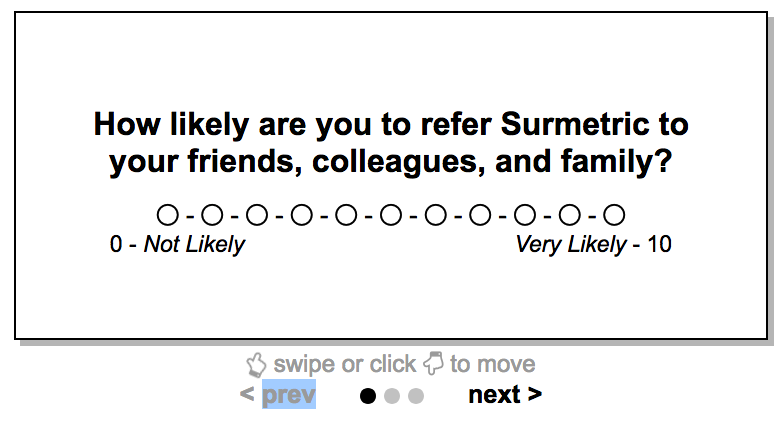 How likely are you to refer Surmetric to
your friends, colleagues, and family?
0 - Not Likely Very Likely - 10
swipe or click to move
< prev next >